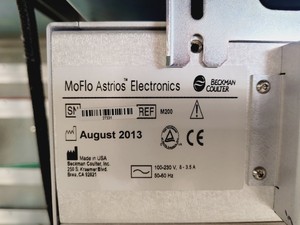 MoFlo Astrios™ Electronics
BECKMAN COULTER
SN
REF M200
August 2013
Made in USA
Beckman Coulter, Inc.
250 S. Kraemer Blvd.
Brea, CA 92821
100-230 V, 8 - 3.5 A
50-60 Hz